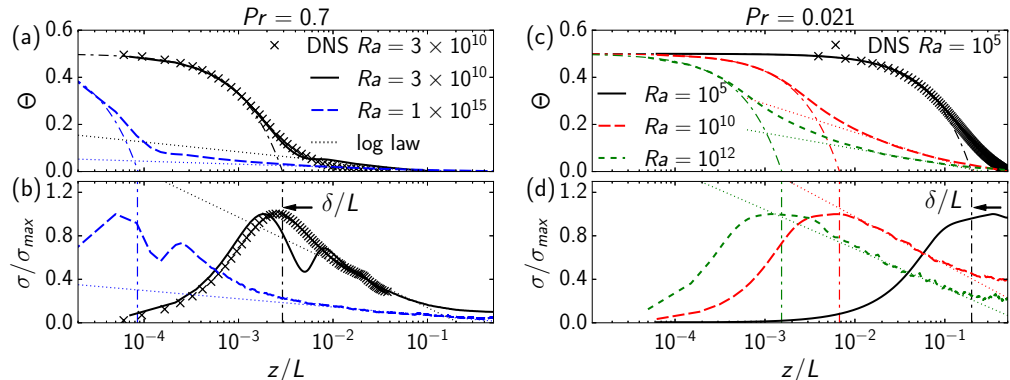 Pr = 0.7
Pr = 0.021
(a)
0.6
0.4
0.2
0.0
Θ
DNS Ra = 3 × 10^10
Ra = 3 × 10^10
Ra = 1 × 10^15
log law
(c)
0.6
0.4
0.2
0.0
Θ
DNS Ra = 10^5
Ra = 10^5
Ra = 10^10
Ra = 10^12
(b)
1.2
0.8
0.4
0.0
σ/σ_max
δ/L
10^−4
10^−3
10^−2
10^−1
z/L
(d)
1.2
0.8
0.4
0.0
σ/σ_max
δ/L
10^−4
10^−3
10^−2
10^−1
z/L